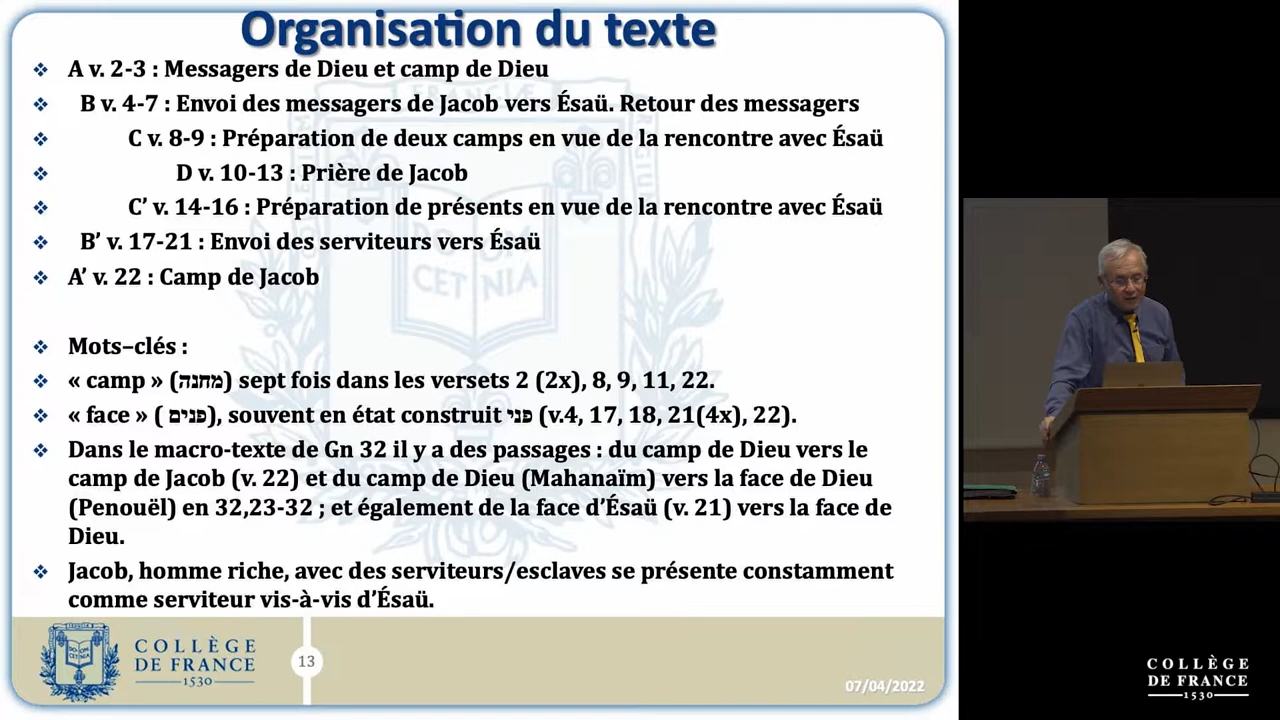 Organisation du texte
❖ A v. 2-3 : Messagers de Dieu et camp de Dieu
❖ B v. 4-7 : Envoi des messagers de Jacob vers Ésaü. Retour des messagers
❖ C v. 8-9 : Préparation de deux camps en vue de la rencontre avec Ésaü
❖ D v. 10-13 : Prière de Jacob
❖ C’ v. 14-16 : Préparation de présents en vue de la rencontre avec Ésaü
❖ B’ v. 17-21 : Envoi des serviteurs vers Ésaü
❖ A’ v. 22 : Camp de Jacob
❖ Mots–clés :
❖ « camp » (מחנה) sept fois dans les versets 2 (2x), 8, 9, 11, 22.
❖ « face » ( פנים), souvent en état construit פני (v.4, 17, 18, 21(4x), 22).
❖ Dans le macro-texte de Gn 32 il y a des passages : du camp de Dieu vers le
camp de Jacob (v. 22) et du camp de Dieu (Mahanaïm) vers la face de Dieu
(Penouël) en 32,23-32 ; et également de la face d’Ésaü (v. 21) vers la face de
Dieu.
❖ Jacob, homme riche, avec des serviteurs/esclaves se présente constamment
comme serviteur vis-à-vis d’Ésaü.
COLLÈGE
DE FRANCE
1530
13
07/04/2022
COLLÈGE
DE FRANCE
1530